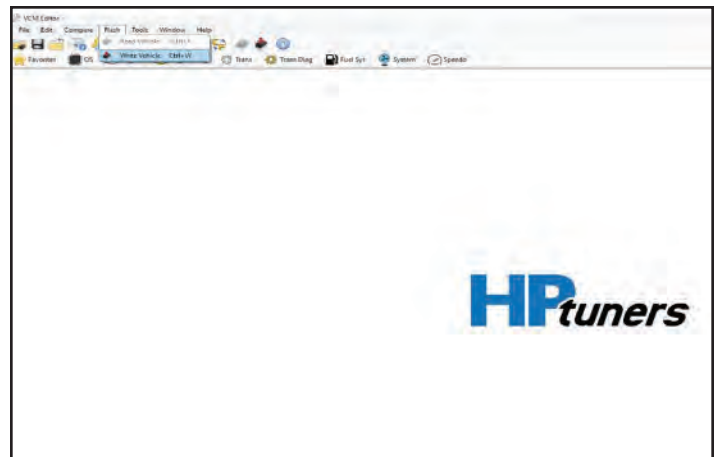 VCM Editor
File Edit Compare Flash Tools Window Help
Read Vehicle
Write Vehicle Ctrl+W
Favorites OS Trans Trans Diag Fuel Sys System Speedo
HPtuners